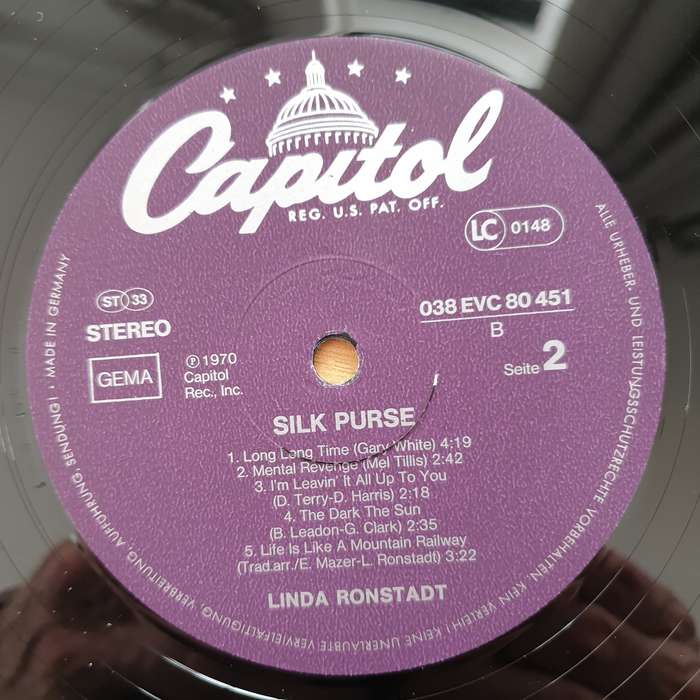 Capitol
REG. U.S. PAT. OFF.
LC 0148
ST 33
STEREO
GEMA
℗ 1970
Capitol
Rec., Inc.
038 EVC 80 451
B
Seite 2
SILK PURSE
1. Long Long Time (Gary White) 4:19
2. Mental Revenge (Mel Tillis) 2:42
3. I'm Leavin' It All Up To You
(D. Terry-D. Harris) 2:18
4. The Dark The Sun
(B. Leadon-G. Clark) 2:35
5. Life Is Like A Mountain Railway
(Trad.arr./E. Mazer-L. Ronstadt) 3:22
LINDA RONSTADT
ALLE URHEBER- UND LEISTUNGSSCHUTZRECHTE VORBEHALTEN. KEIN VERLEIH! KEINE UNERLAUBTE VERVIELFÄLTIGUNG, VERBREITUNG, AUFFÜHRUNG, SENDUNG! • MADE IN GERMANY